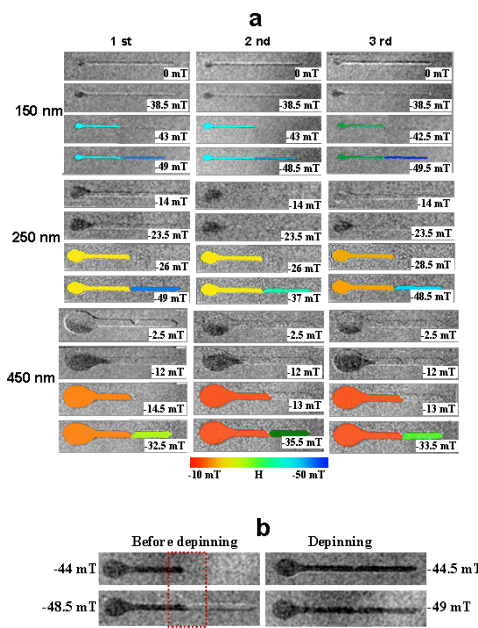 a
1 st 2 nd 3 rd
150 nm
0 mT 0 mT 0 mT
-38.5 mT -38.5 mT -38.5 mT
-43 mT -43 mT -42.5 mT
-49 mT -48.5 mT -49.5 mT
250 nm
-14 mT -14 mT -14 mT
-23.5 mT -23.5 mT -23.5 mT
-26 mT -26 mT -28.5 mT
-49 mT -37 mT -48.5 mT
450 nm
-2.5 mT -2.5 mT -2.5 mT
-12 mT -12 mT -12 mT
-14.5 mT -13 mT -13 mT
-32.5 mT -35.5 mT -33.5 mT
-10 mT H -50 mT
b
Before depinning Depinning
-44 mT -44.5 mT
-48.5 mT -49 mT